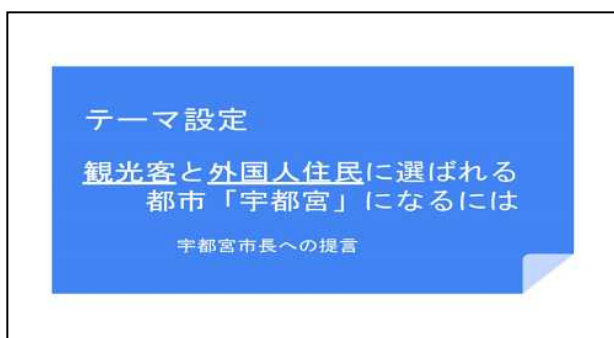 テーマ設定
観光客と外国人住民に選ばれる
都市「宇都宮」になるには
宇都宮市長への提言